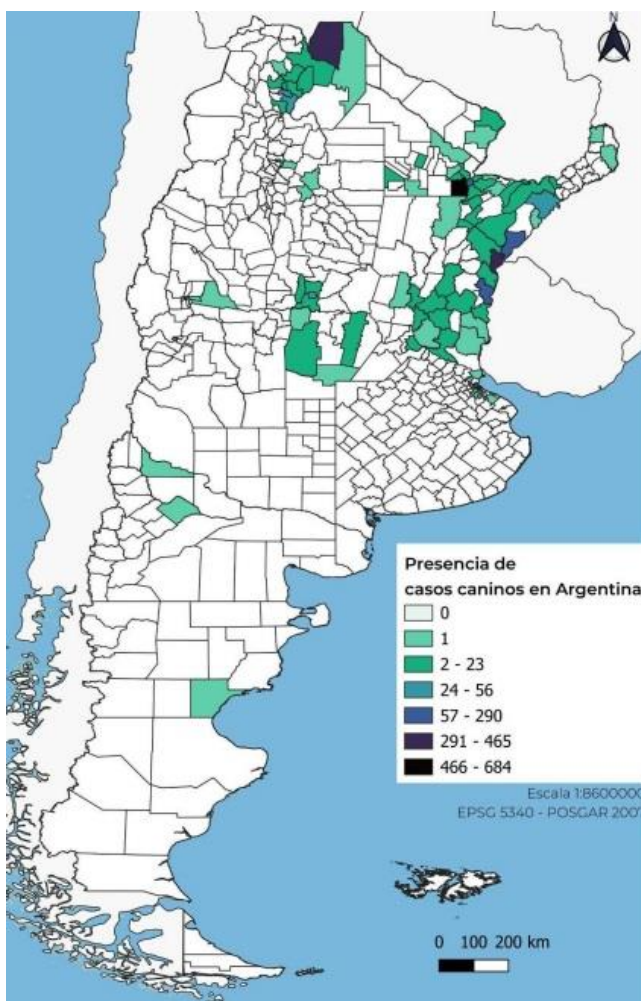 N
Presencia de
casos caninos en Argentina
0
1
2 - 23
24 - 56
57 - 290
291 - 465
466 - 684
Escala 1:8600000
EPSG 5340 - POSGAR 2007
0 100 200 km